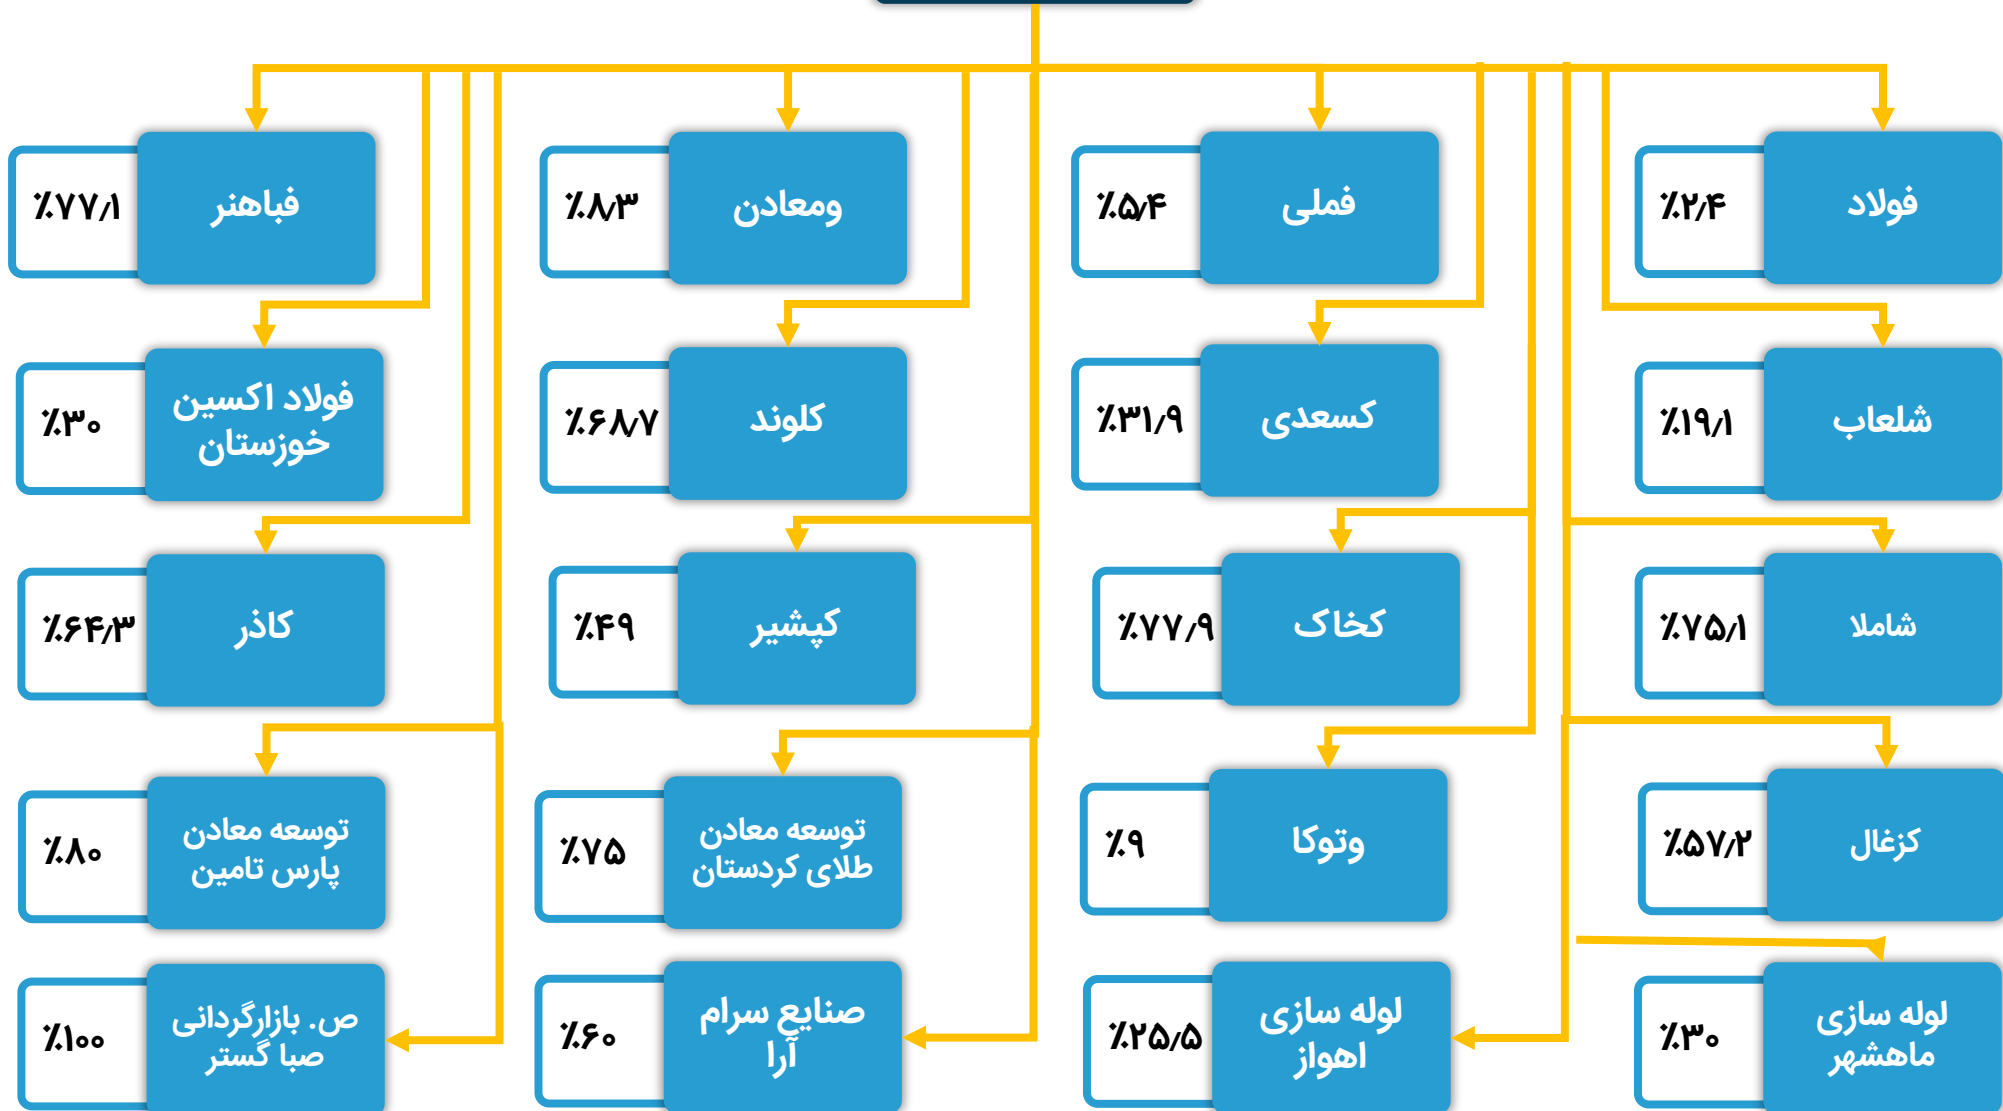 فولاد
٪۲٫۴
فملی
٪۵٫۴
ومعادن
٪۸٫۳
فباهنر
٪۷۷٫۱
شلعاب
٪۱۹٫۱
کسعدی
٪۳۱٫۹
کلوند
٪۶۸٫۷
فولاد اکسین
خوزستان
٪۳۰
شاملا
٪۷۵٫۱
کخاک
٪۷۷٫۹
کپشیر
٪۴۹
کاذر
٪۶۴٫۳
کزغال
٪۵۷٫۲
وتوکا
٪۹
توسعه معادن
طلای کردستان
٪۷۵
توسعه معادن
پارس تامین
٪۸۰
لوله سازی
ماهشهر
٪۳۰
لوله سازی
اهواز
٪۲۵٫۵
صنایع سرام
آرا
٪۶۰
ص. بازارگردانی
صبا گستر
٪۱۰۰